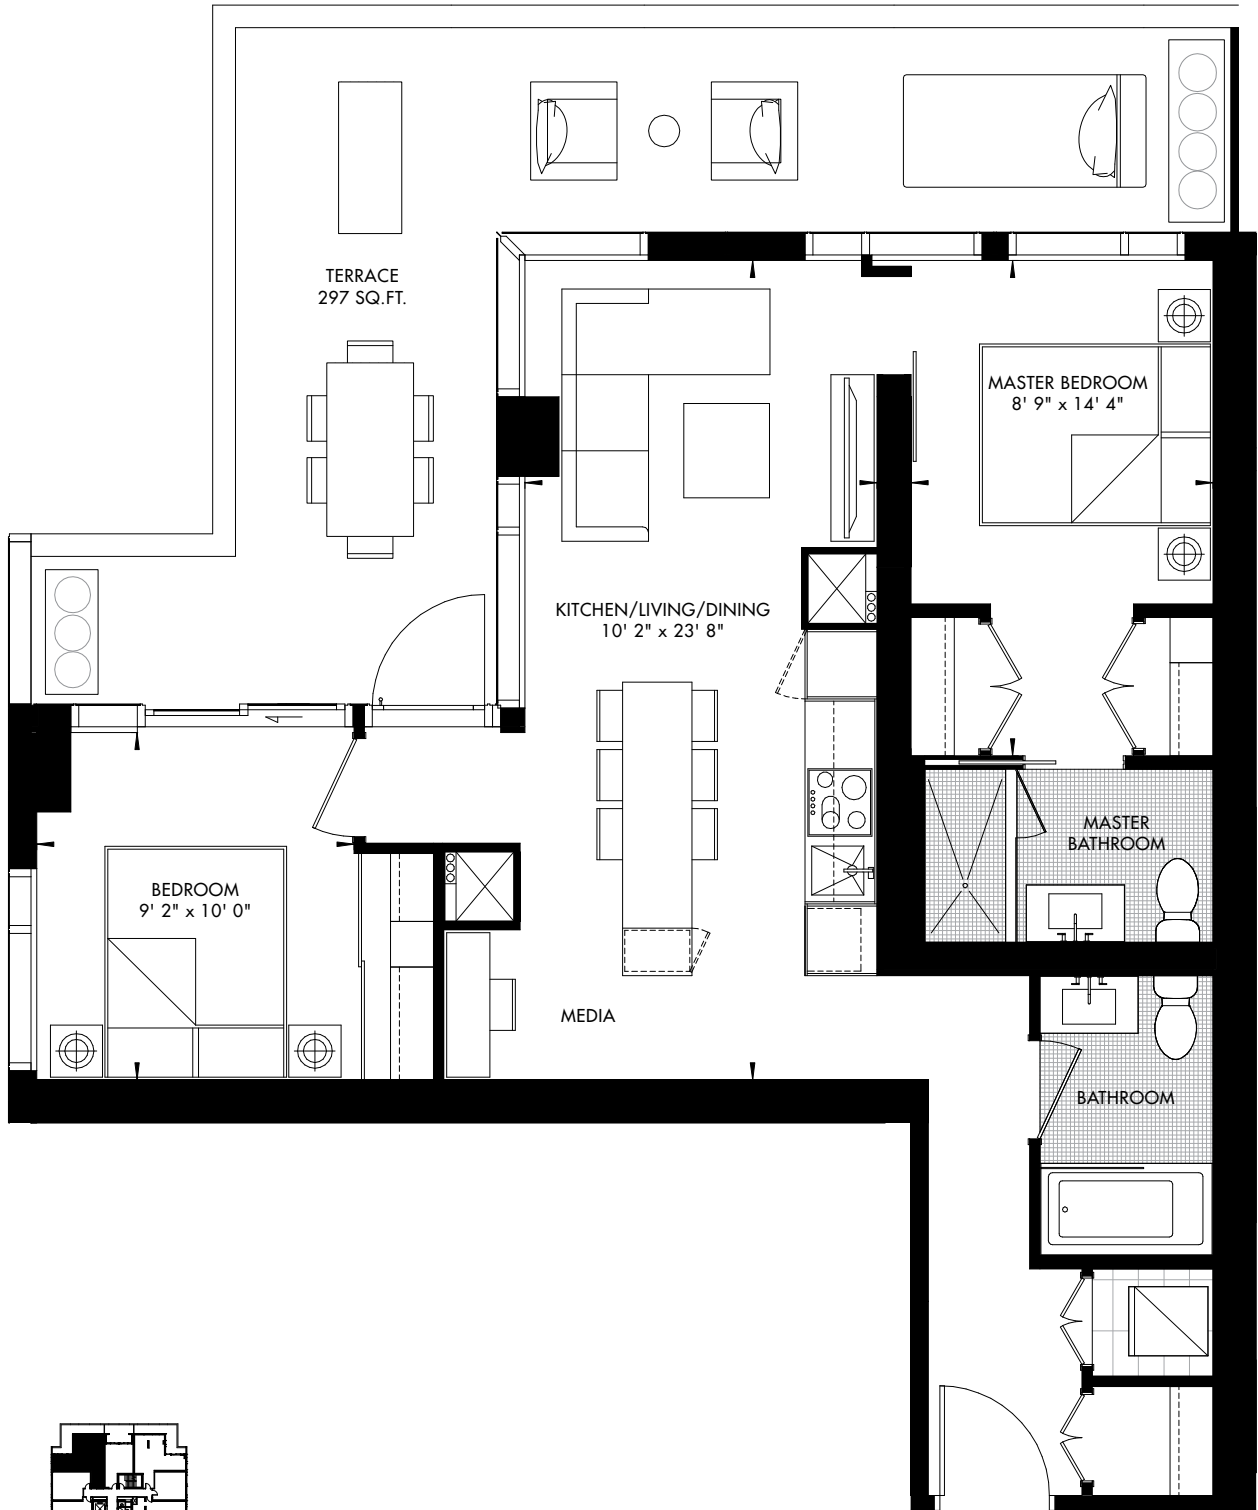 TERRACE
297 SQ.FT.
MASTER BEDROOM
8' 9" x 14' 4"
KITCHEN/LIVING/DINING
10' 2" x 23' 8"
MASTER
BATHROOM
BEDROOM
9' 2" x 10' 0"
MEDIA
BATHROOM